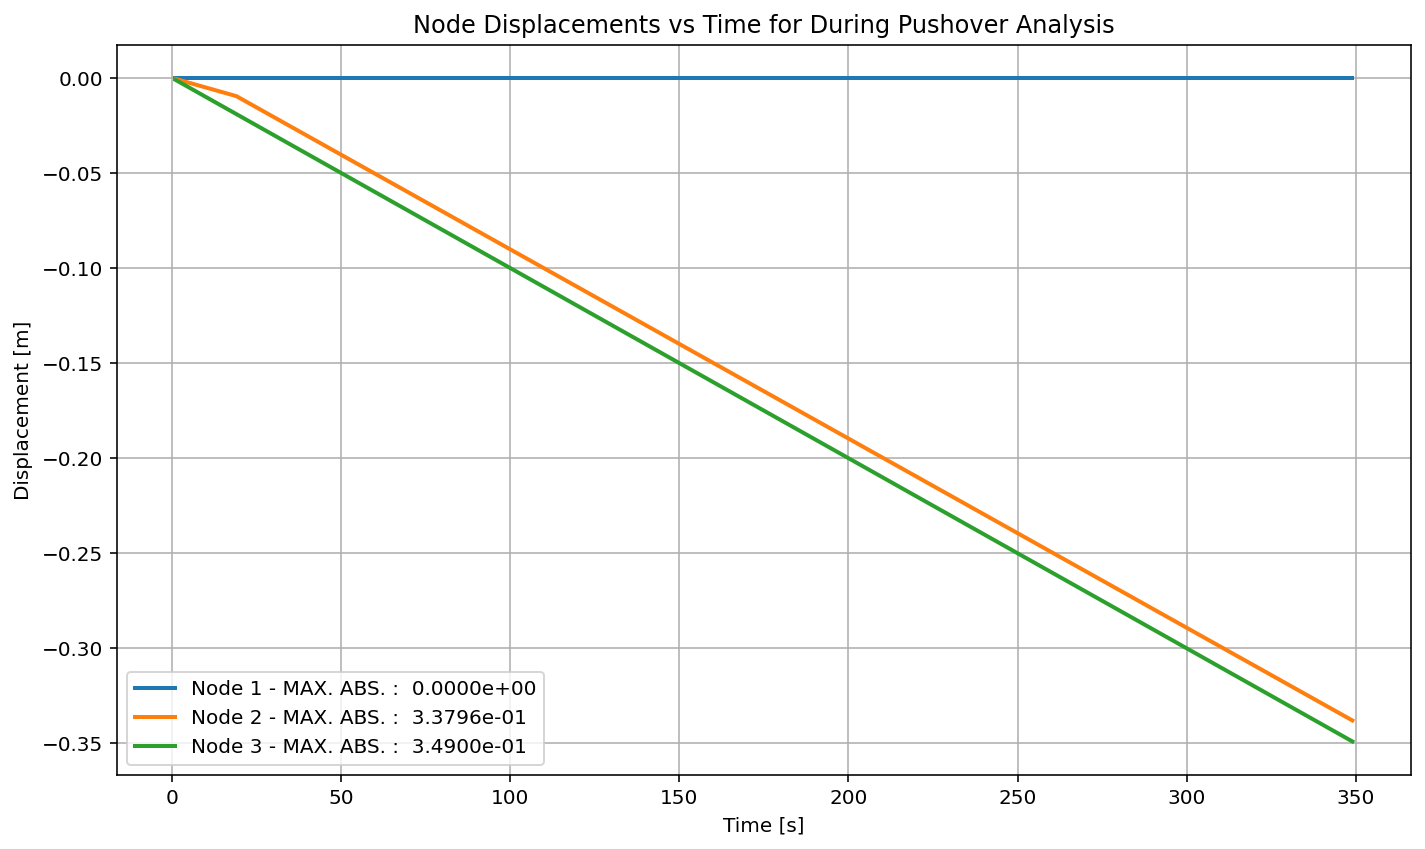 Node Displacements vs Time for During Pushover Analysis
Displacement [m]
0.00
−0.05
−0.10
−0.15
−0.20
−0.25
−0.30
−0.35
Node 1 - MAX. ABS. :  0.0000e+00
Node 2 - MAX. ABS. :  3.3796e-01
Node 3 - MAX. ABS. :  3.4900e-01
0 50 100 150 200 250 300 350
Time [s]